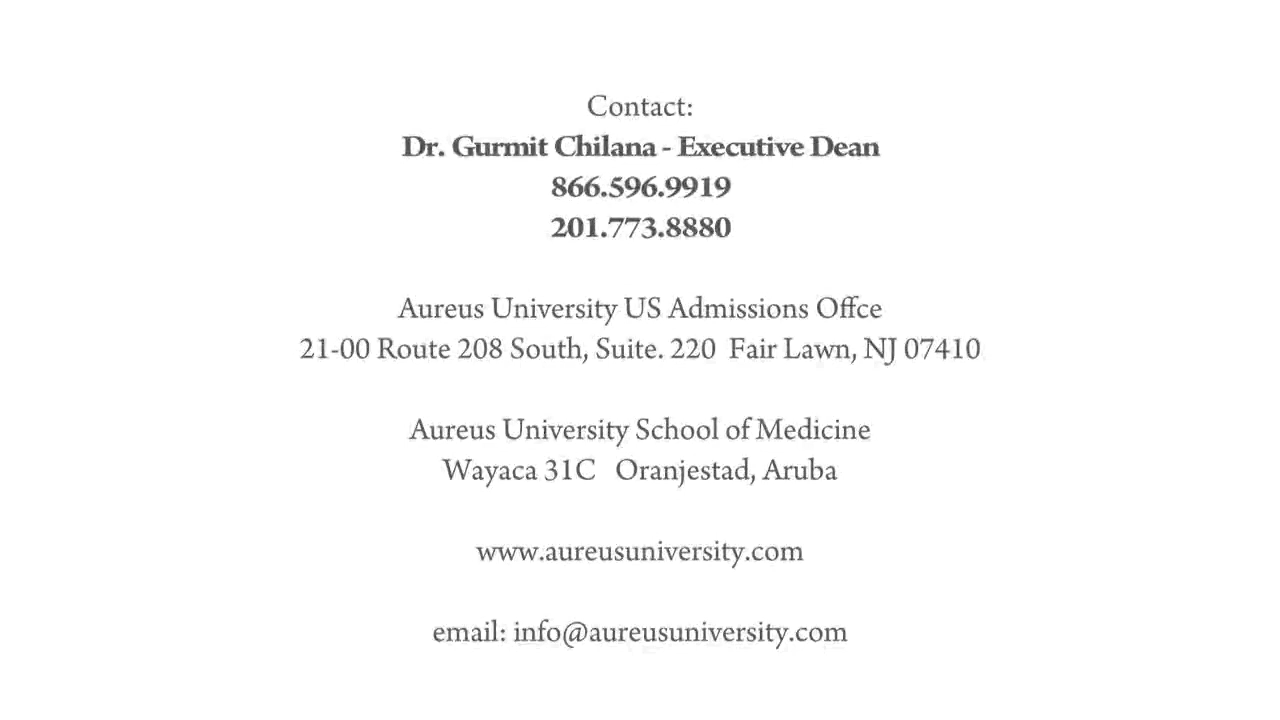 Contact:
Dr. Gurmit Chilana - Executive Dean
866.596.9919
201.773.8880
Aureus University US Admissions Offce
21-00 Route 208 South, Suite. 220 Fair Lawn, NJ 07410
Aureus University School of Medicine
Wayaca 31C Oranjestad, Aruba
www.aureusuniversity.com
email: info@aureusuniversity.com